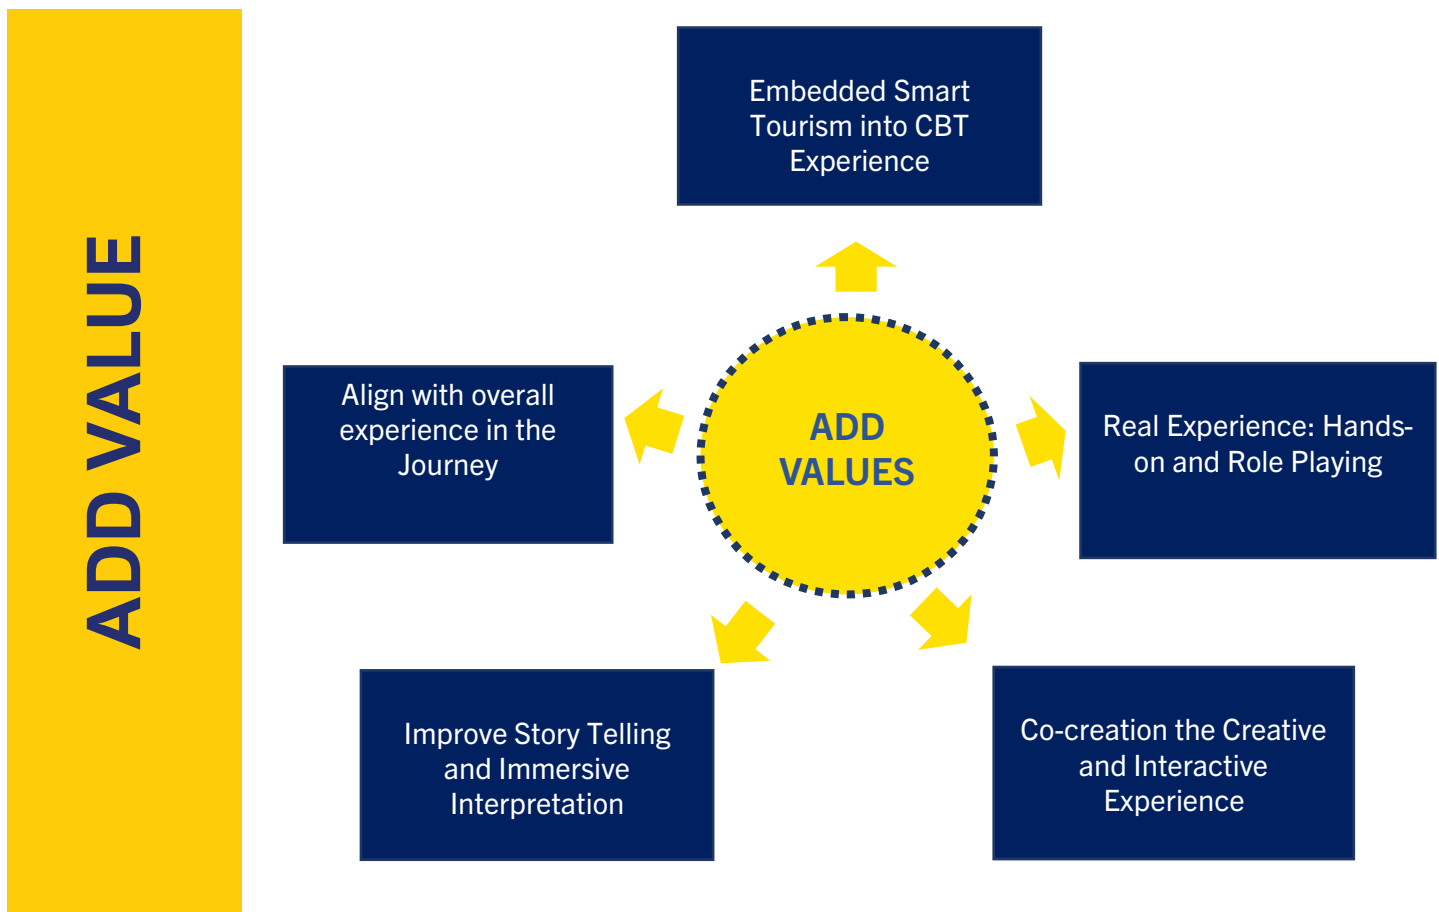 ADD VALUE
Embedded Smart
Tourism into CBT
Experience
Align with overall
experience in the
Journey
ADD
VALUES
Real Experience: Hands-
on and Role Playing
Improve Story Telling
and Immersive
Interpretation
Co-creation the Creative
and Interactive
Experience